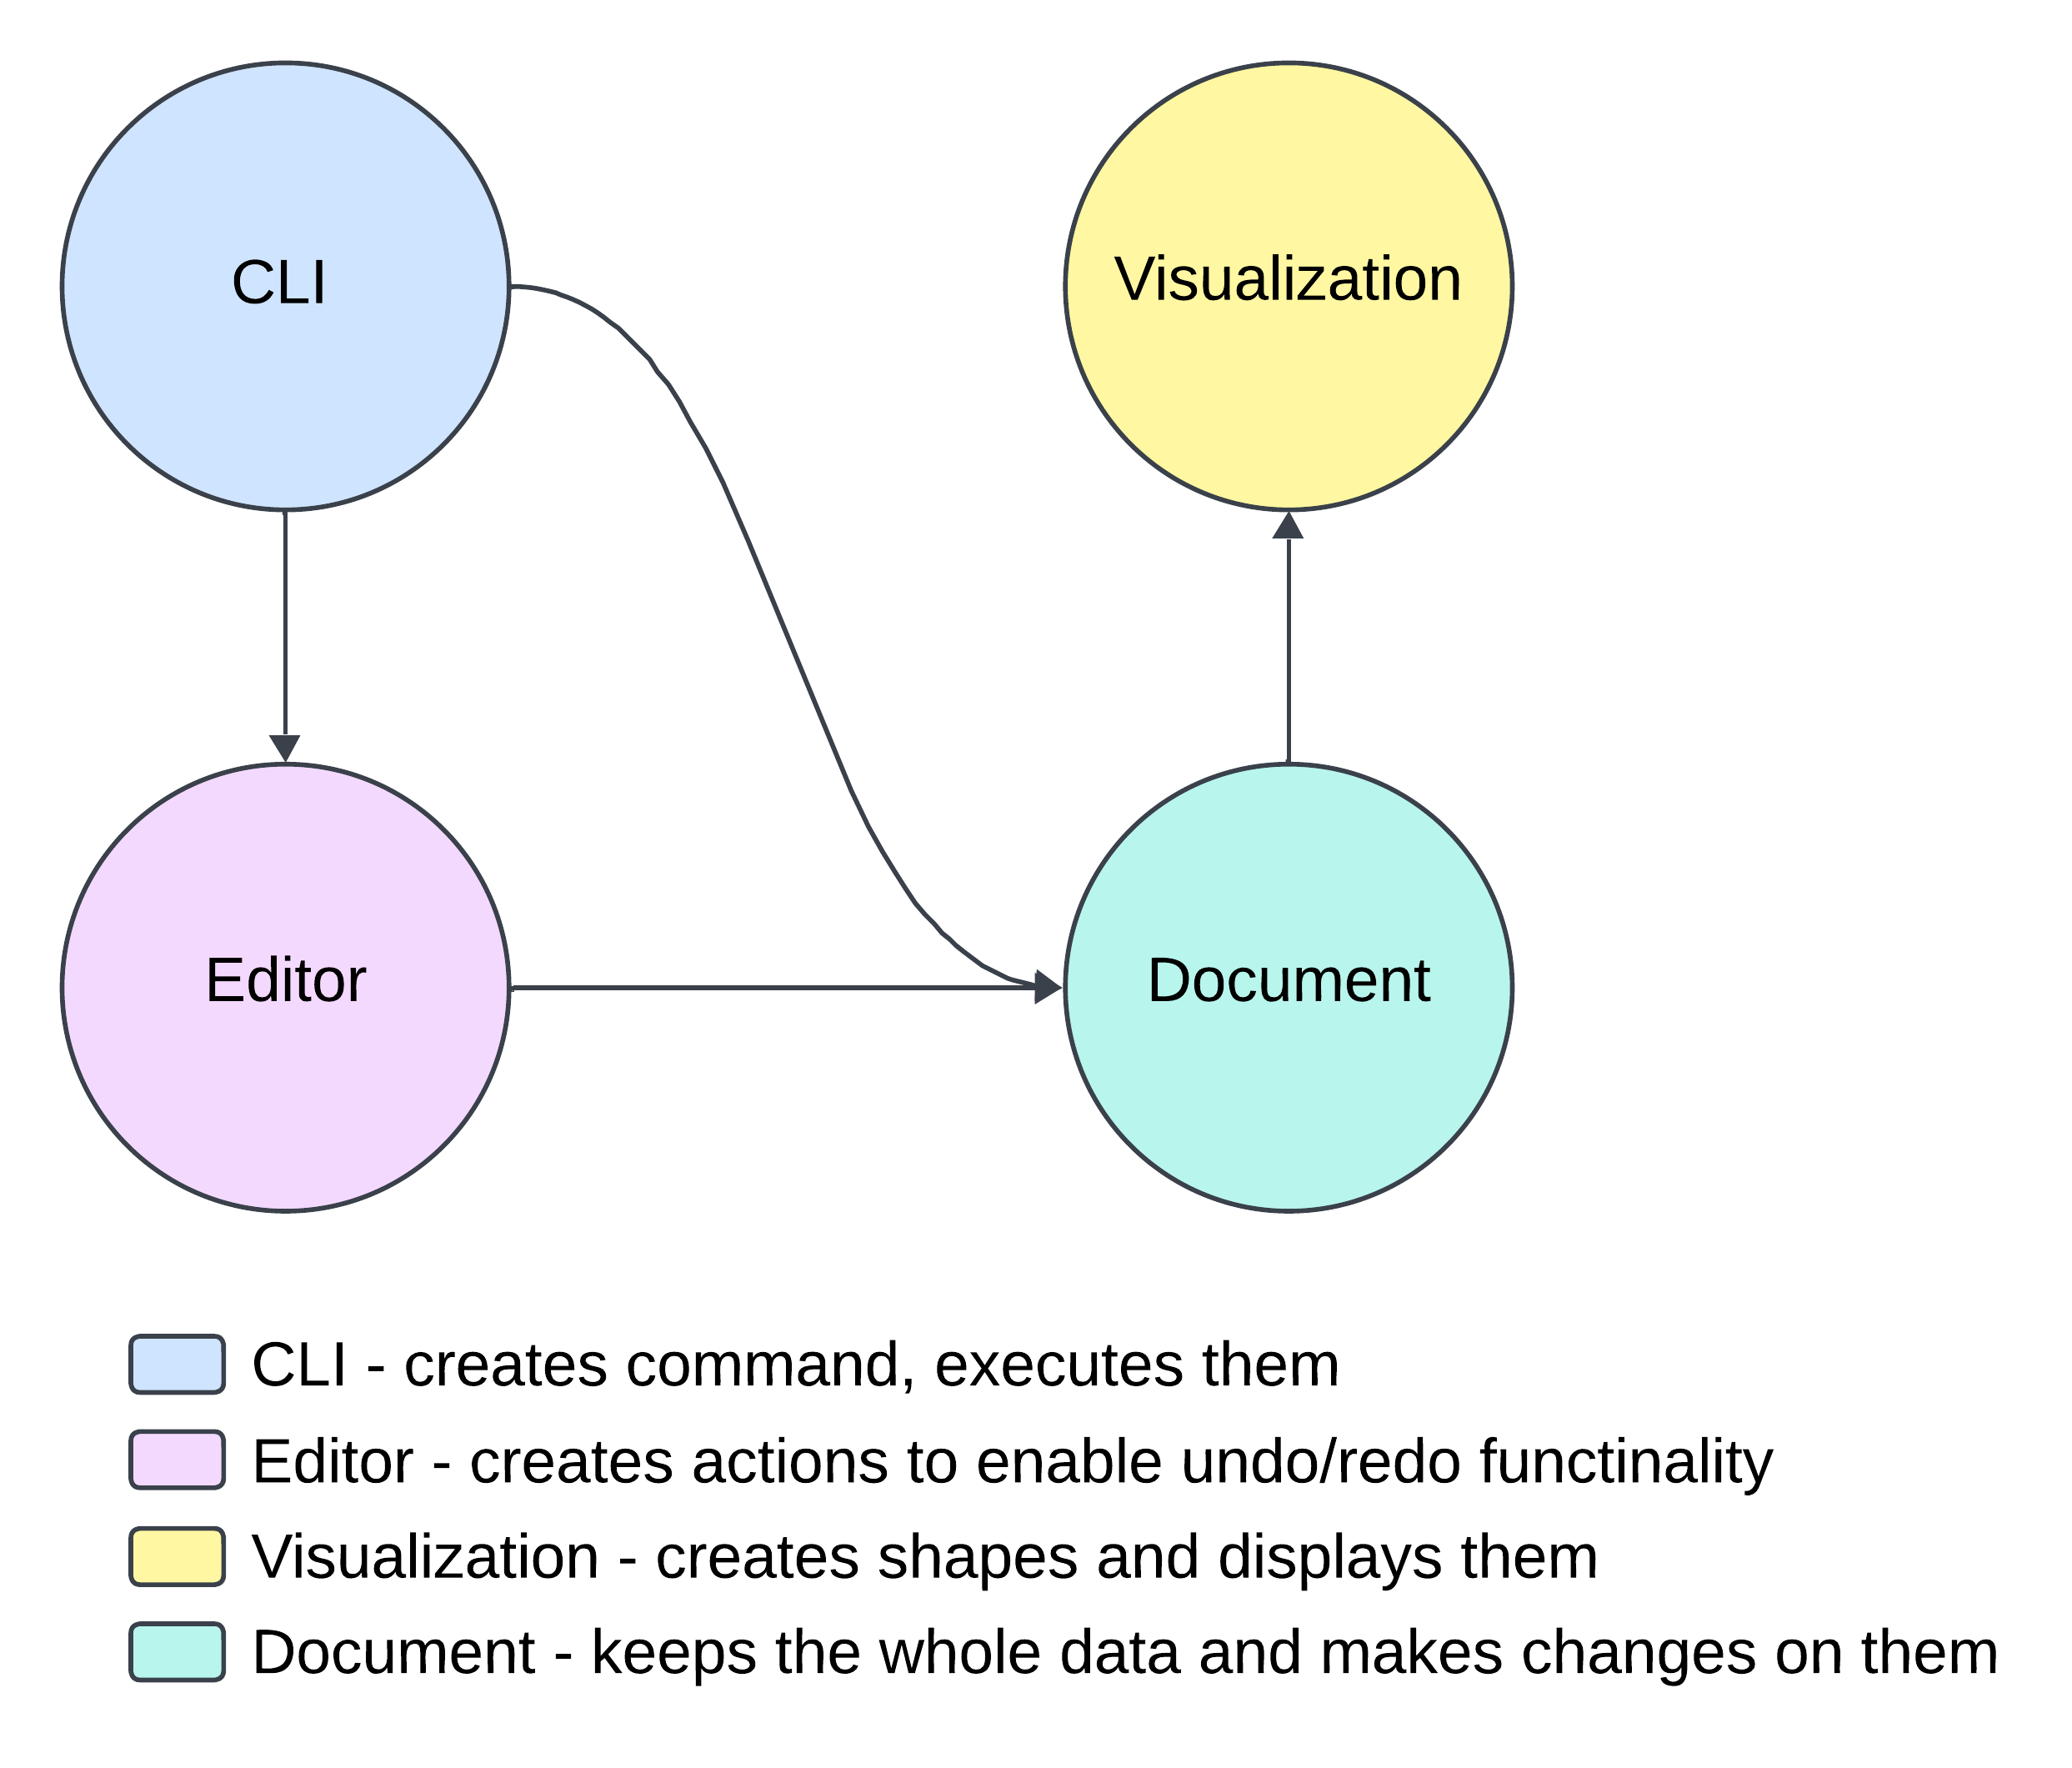 CLI
Visualization
Editor
Document
CLI - creates command, executes them
Editor - creates actions to enable undo/redo functinality
Visualization - creates shapes and displays them
Document - keeps the whole data and makes changes on them